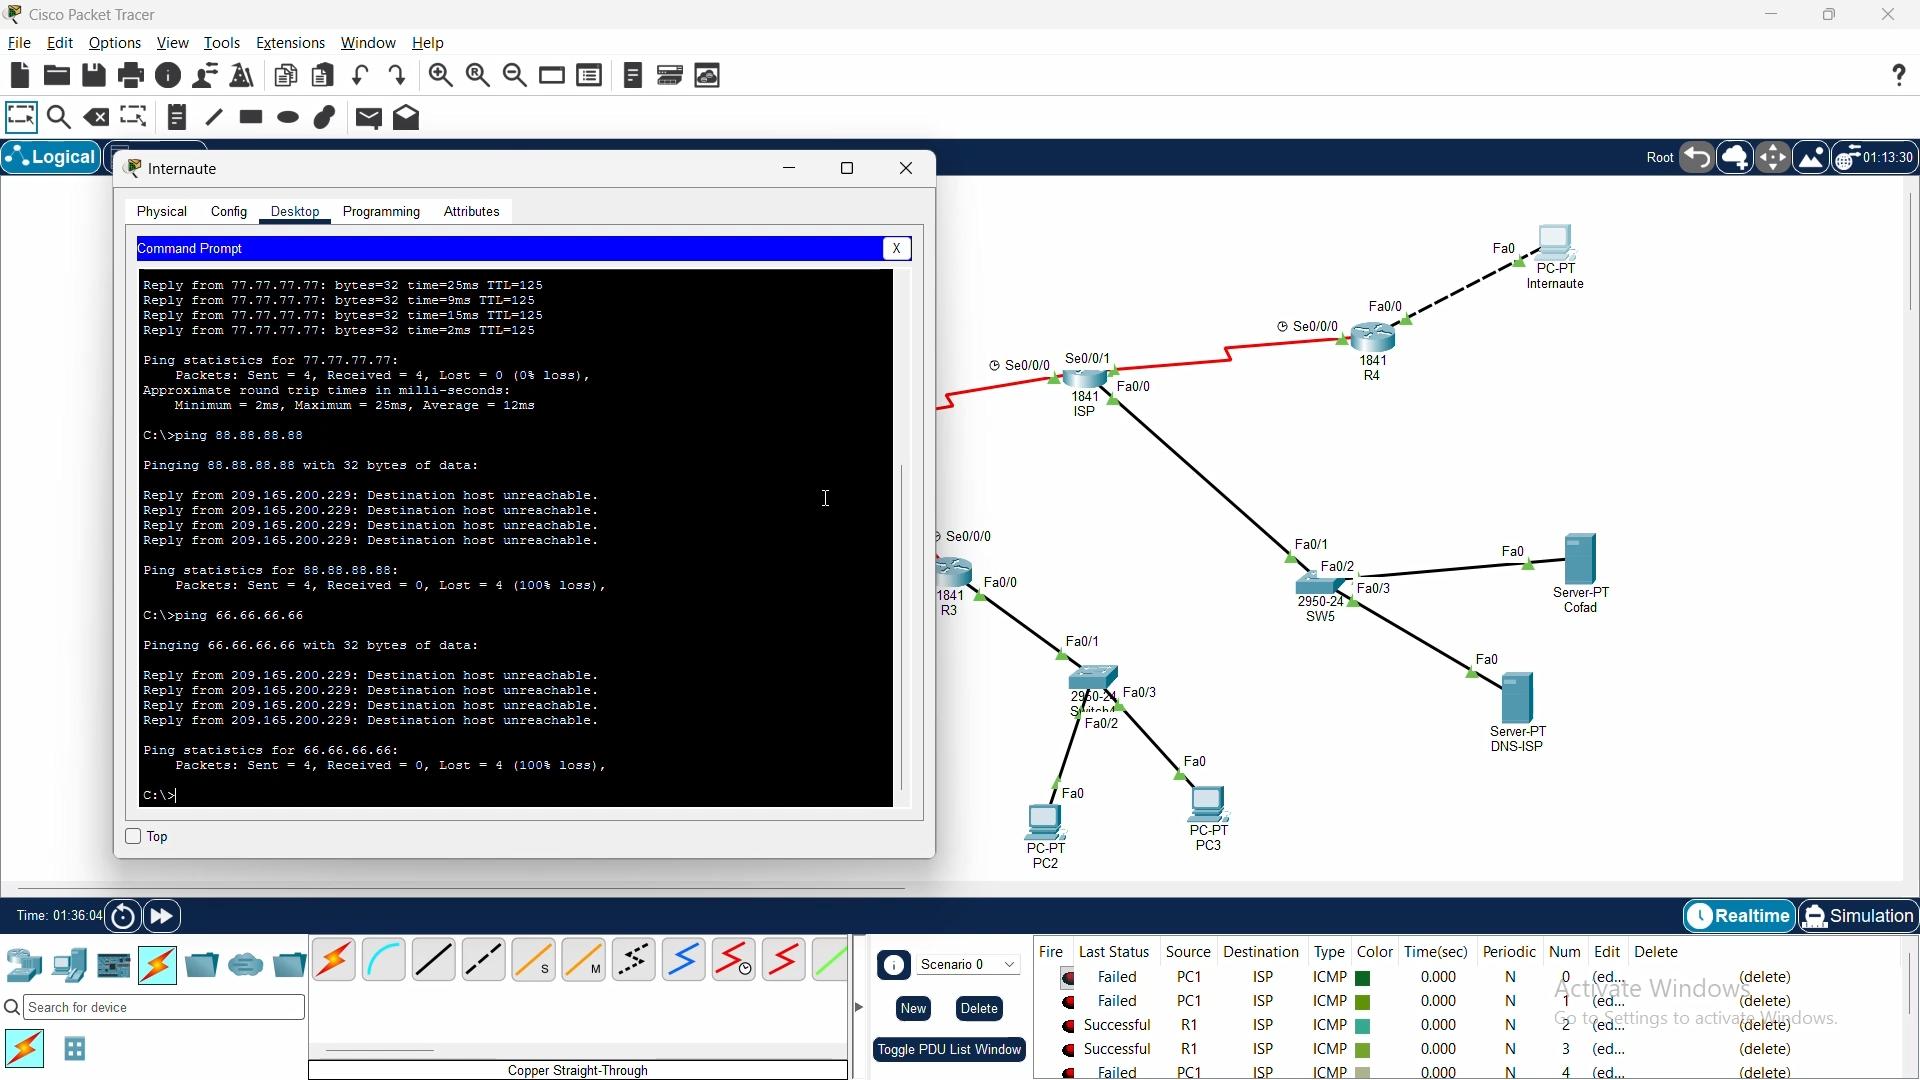 Cisco Packet Tracer
File Edit Options View Tools Extensions Window Help
?
Logical
Root 01:13:30
Internaute
Physical Config Desktop Programming Attributes
Command Prompt X
Reply from 77.77.77.77: bytes=32 time=25ms TTL=125
Reply from 77.77.77.77: bytes=32 time=9ms TTL=125
Reply from 77.77.77.77: bytes=32 time=15ms TTL=125
Reply from 77.77.77.77: bytes=32 time=2ms TTL=125
Ping statistics for 77.77.77.77:
Packets: Sent = 4, Received = 4, Lost = 0 (0% loss),
Approximate round trip times in milli-seconds:
Minimum = 2ms, Maximum = 25ms, Average = 12ms
C:\>ping 88.88.88.88
Pinging 88.88.88.88 with 32 bytes of data:
Reply from 209.165.200.229: Destination host unreachable.
Reply from 209.165.200.229: Destination host unreachable.
Reply from 209.165.200.229: Destination host unreachable.
Reply from 209.165.200.229: Destination host unreachable.
Ping statistics for 88.88.88.88:
Packets: Sent = 4, Received = 0, Lost = 4 (100% loss),
C:\>ping 66.66.66.66
Pinging 66.66.66.66 with 32 bytes of data:
Reply from 209.165.200.229: Destination host unreachable.
Reply from 209.165.200.229: Destination host unreachable.
Reply from 209.165.200.229: Destination host unreachable.
Reply from 209.165.200.229: Destination host unreachable.
Ping statistics for 66.66.66.66:
Packets: Sent = 4, Received = 0, Lost = 4 (100% loss),
C:\>
Top
Fa0
PC-PT
Internaute
Fa0/0
Se0/0/0
1841
R4
Se0/0/0
Se0/0/1
Fa0/0
1841
ISP
Se0/0/0
Fa0/0
1841
R3
Fa0/1
Fa0/2
Fa0/3
2950-24
SW5
Fa0
Server-PT
Cofad
Fa0
Server-PT
DNS-ISP
Fa0/1
Fa0/3
2950-24
Switch4
Fa0/2
Fa0
PC-PT
PC2
Fa0
PC-PT
PC3
Time: 01:36:04
Realtime Simulation
S M
Search for device
Copper Straight-Through
Scenario 0
New Delete
Toggle PDU List Window
Fire Last Status Source Destination Type Color Time(sec) Periodic Num Edit Delete
Failed PC1 ISP ICMP 0.000 N 0 (ed... (delete)
Failed PC1 ISP ICMP 0.000 N 1 (ed... (delete)
Successful R1 ISP ICMP 0.000 N 2 (ed... (delete)
Successful R1 ISP ICMP 0.000 N 3 (ed... (delete)
Failed PC1 ISP ICMP 0.000 N 4 (ed... (delete)
Activate Windows
Go to Settings to activate Windows.